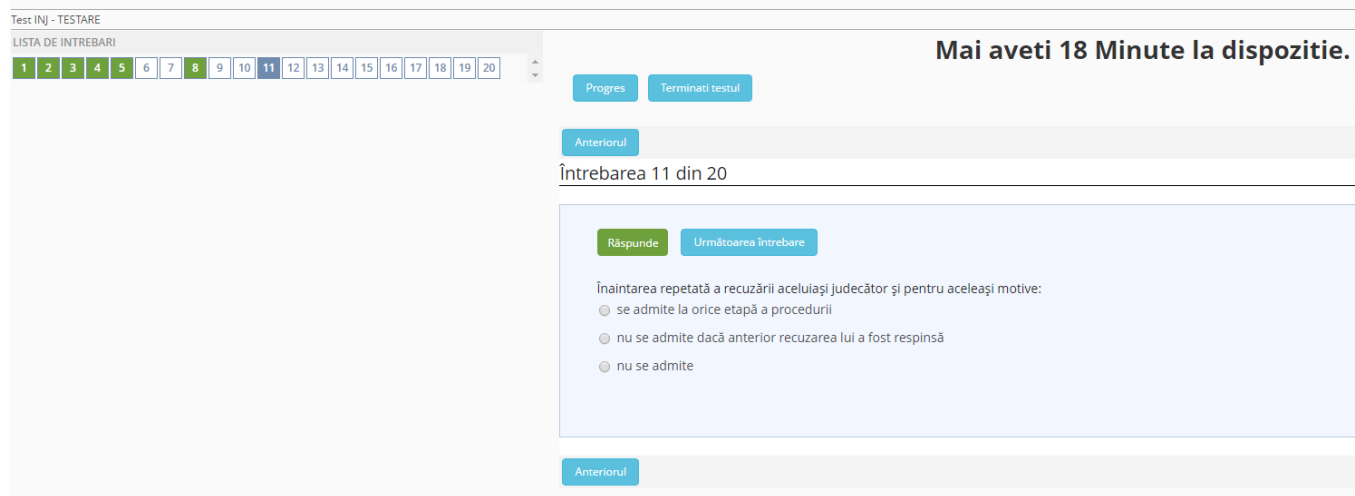 Test INJ - TESTARE
LISTA DE INTREBARI
1 2 3 4 5 6 7 8 9 10 11 12 13 14 15 16 17 18 19 20
Mai aveti 18 Minute la dispozitie.
Progres Terminati testul
Anteriorul
Întrebarea 11 din 20
Răspunde Următoarea întrebare
Înaintarea repetată a recuzării aceluiaşi judecător şi pentru aceleaşi motive:
se admite la orice etapă a procedurii
nu se admite dacă anterior recuzarea lui a fost respinsă
nu se admite
Anteriorul